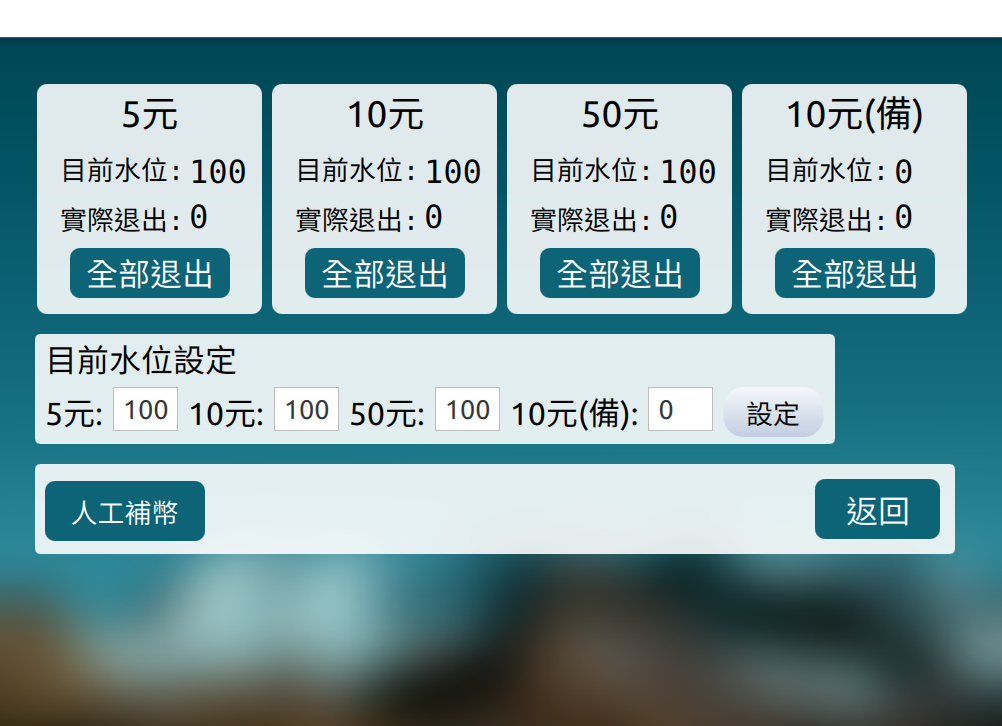 5元
目前水位: 100
實際退出: 0
全部退出
10元
目前水位: 100
實際退出: 0
全部退出
50元
目前水位: 100
實際退出: 0
全部退出
10元(備)
目前水位: 0
實際退出: 0
全部退出
目前水位設定
5元: 100 10元: 100 50元: 100 10元(備): 0 設定
人工補幣 返回